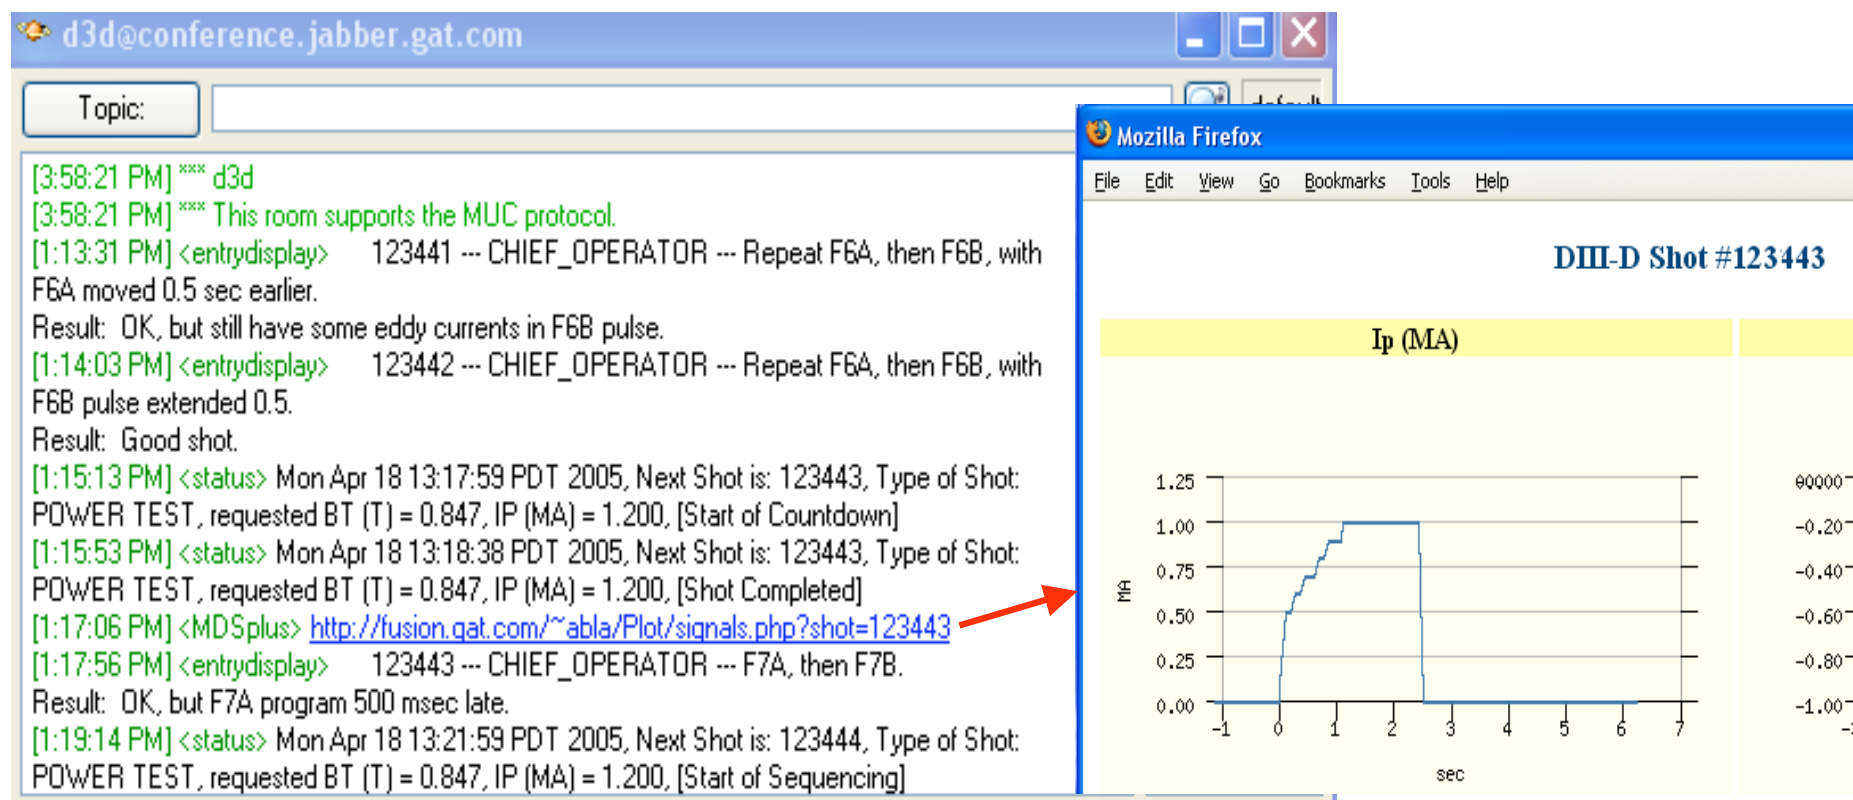 d3d@conference.jabber.gat.com
Topic:
[3:58:21 PM] *** d3d
[3:58:21 PM] *** This room supports the MUC protocol.
[1:13:31 PM] <entrydisplay> 123441 --- CHIEF_OPERATOR --- Repeat F6A, then F6B, with
F6A moved 0.5 sec earlier.
Result: OK, but still have some eddy currents in F6B pulse.
[1:14:03 PM] <entrydisplay> 123442 --- CHIEF_OPERATOR --- Repeat F6A, then F6B, with
F6B pulse extended 0.5.
Result: Good shot.
[1:15:13 PM] <status> Mon Apr 18 13:17:59 PDT 2005, Next Shot is: 123443, Type of Shot:
POWER TEST, requested BT (T) = 0.847, IP (MA) = 1.200, [Start of Countdown]
[1:15:53 PM] <status> Mon Apr 18 13:18:38 PDT 2005, Next Shot is: 123443, Type of Shot:
POWER TEST, requested BT (T) = 0.847, IP (MA) = 1.200, [Shot Completed]
[1:17:06 PM] <MDSplus> http://fusion.gat.com/~abla/Plot/signals.php?shot=123443
[1:17:56 PM] <entrydisplay> 123443 --- CHIEF_OPERATOR --- F7A, then F7B.
Result: OK, but F7A program 500 msec late.
[1:19:14 PM] <status> Mon Apr 18 13:21:59 PDT 2005, Next Shot is: 123444, Type of Shot:
POWER TEST, requested BT (T) = 0.847, IP (MA) = 1.200, [Start of Sequencing]
Mozilla Firefox
File Edit View Go Bookmarks Tools Help
DIII-D Shot #123443
Ip (MA)
1.25
1.00
0.75
0.50
0.25
0.00
MA
-1 0 1 2 3 4 5 6 7
sec
-0.20
-0.40
-0.60
-0.80
-1.00